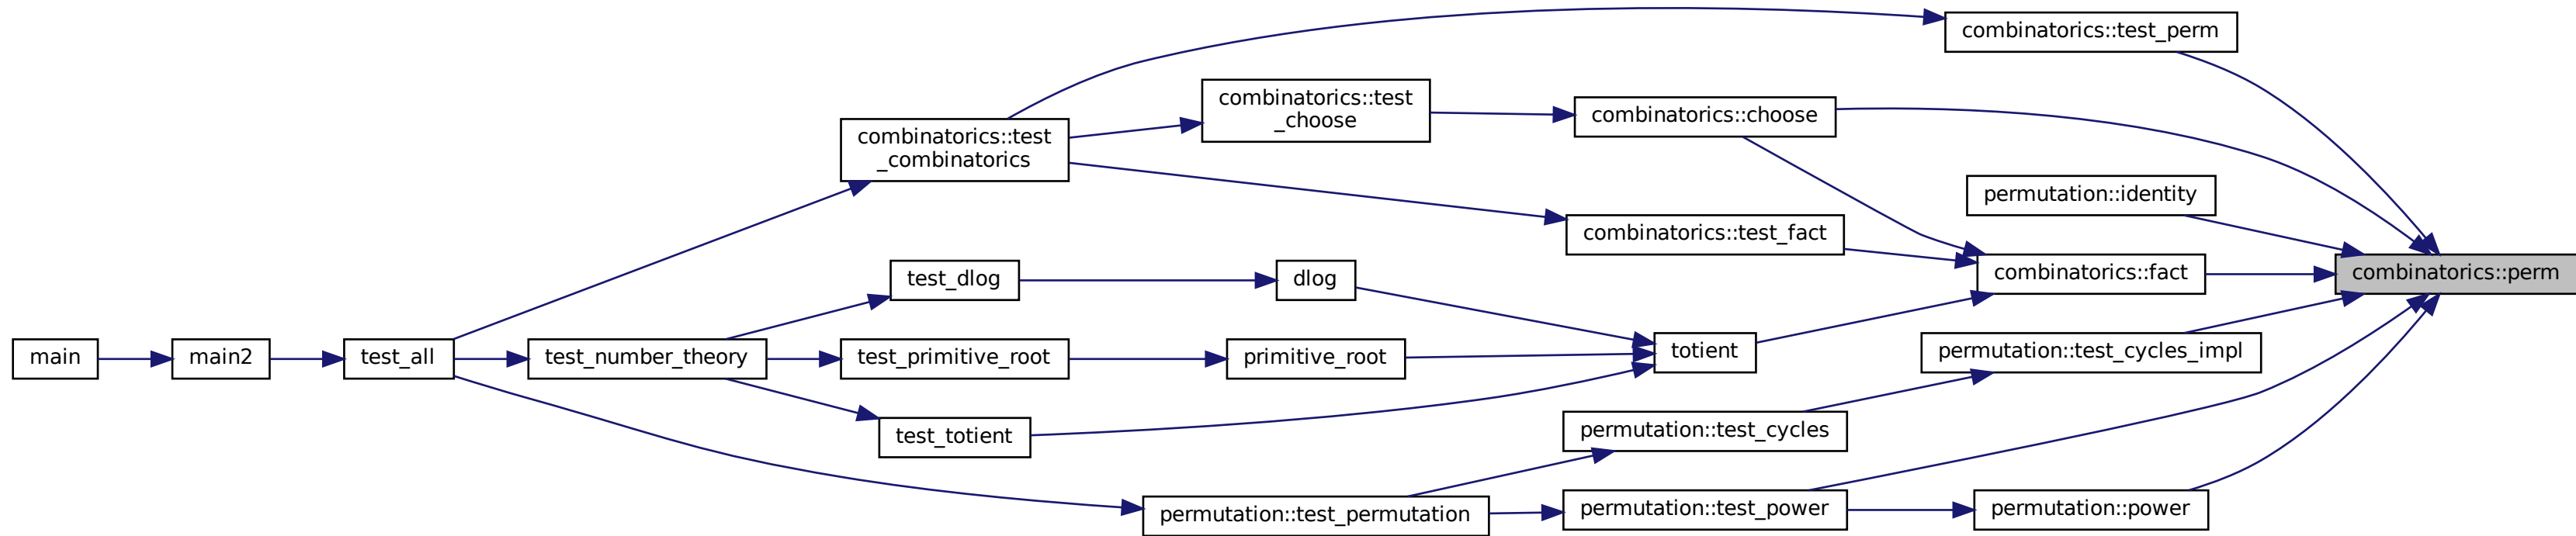 combinatorics::test_perm
combinatorics::test
_choose
combinatorics::choose
combinatorics::test
_combinatorics
permutation::identity
combinatorics::test_fact
test_dlog
dlog
combinatorics::fact
combinatorics::perm
main
main2
test_all
test_number_theory
test_primitive_root
primitive_root
totient
permutation::test_cycles_impl
test_totient
permutation::test_cycles
permutation::test_permutation
permutation::test_power
permutation::power